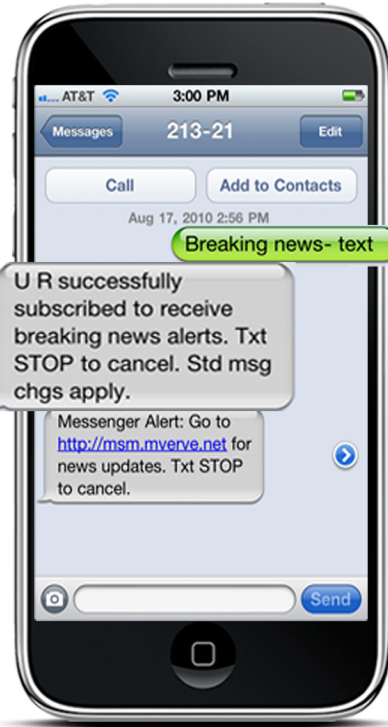 AT&T 3:00 PM
Messages 213-21 Edit
Call Add to Contacts
Aug 17, 2010 2:56 PM
Breaking news- text
U R successfully
subscribed to receive
breaking news alerts. Txt
STOP to cancel. Std msg
chgs apply.
Messenger Alert: Go to
http://msm.mverve.net for
news updates. Txt STOP
to cancel.
Send